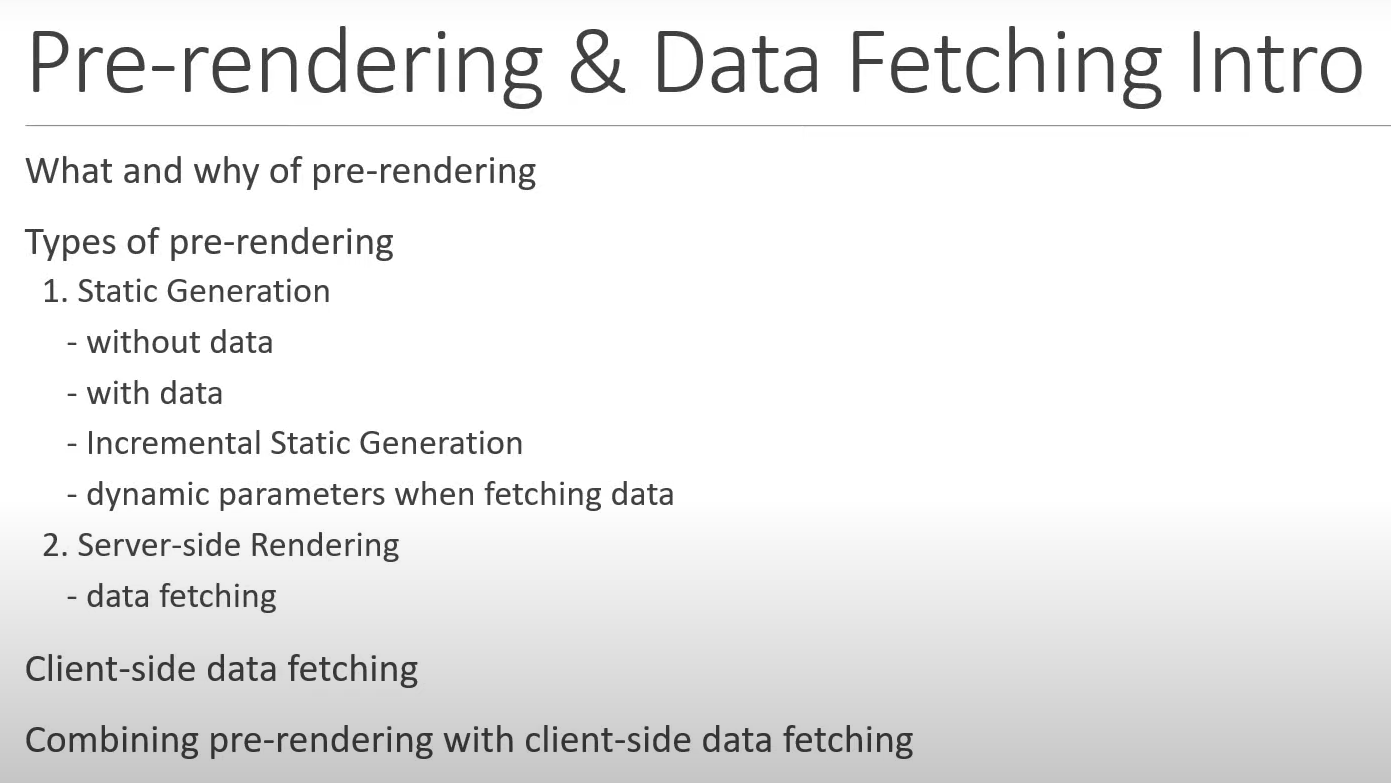 Pre-rendering & Data Fetching Intro
What and why of pre-rendering
Types of pre-rendering
1. Static Generation
- without data
- with data
- Incremental Static Generation
- dynamic parameters when fetching data
2. Server-side Rendering
- data fetching
Client-side data fetching
Combining pre-rendering with client-side data fetching